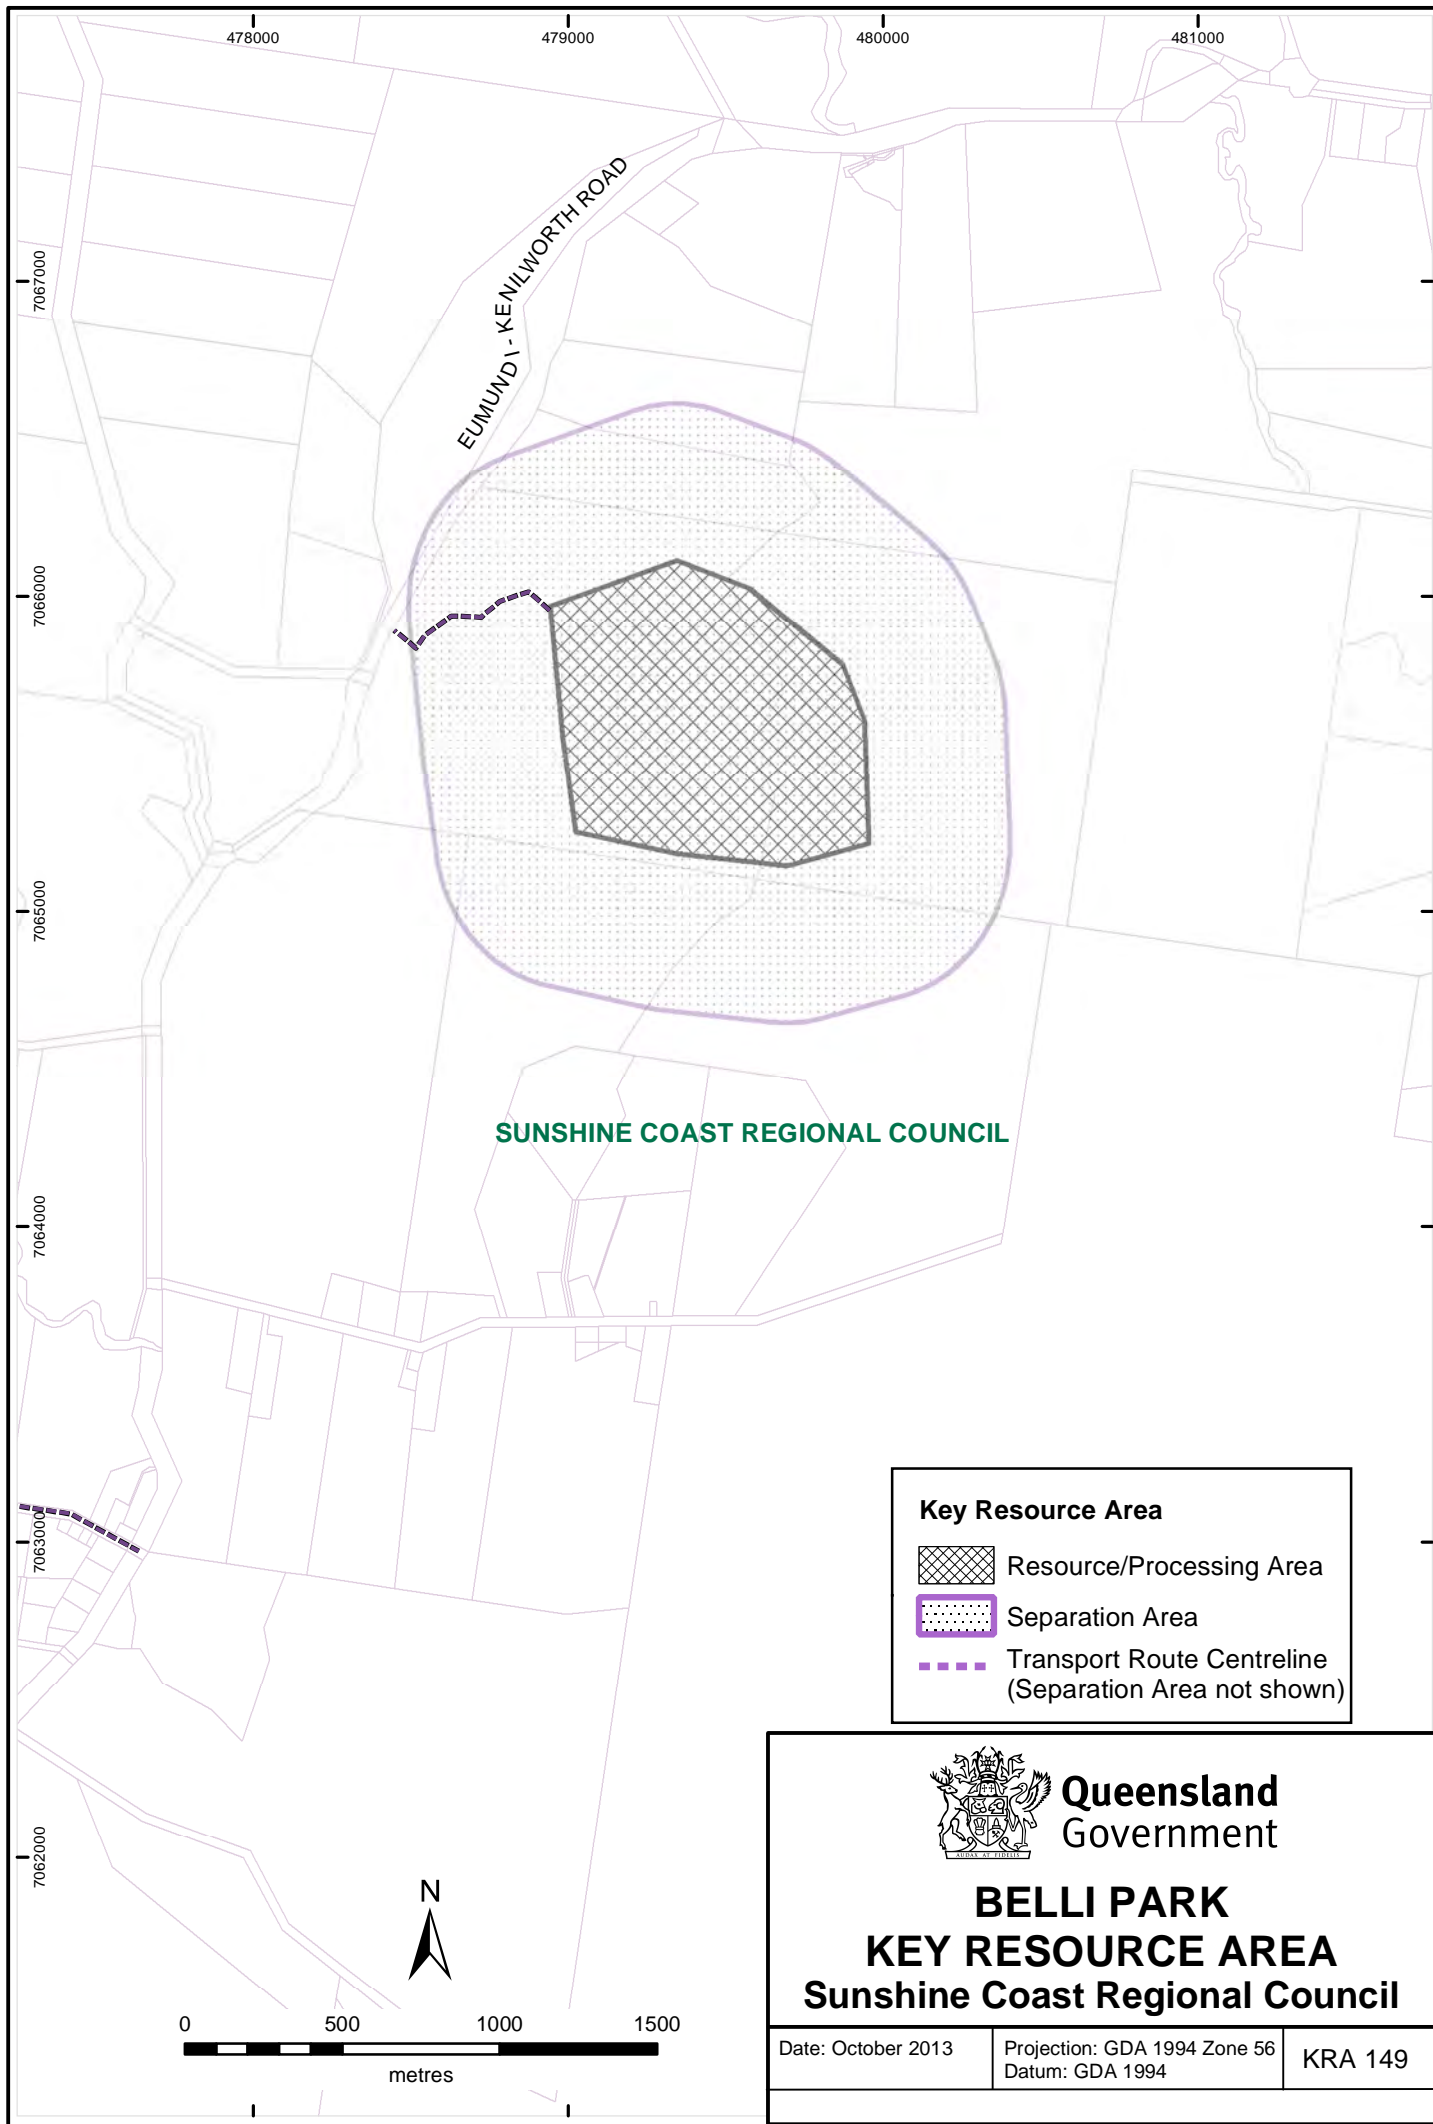 478000
479000
480000
481000
7067000
7066000
7065000
7064000
7063000
7062000
EUMUNDI - KENILWORTH ROAD
SUNSHINE COAST REGIONAL COUNCIL
Key Resource Area
Resource/Processing Area
Separation Area
Transport Route Centreline
(Separation Area not shown)
AUDAX AT FIDELIS
Queensland
Government
BELLI PARK
KEY RESOURCE AREA
Sunshine Coast Regional Council
Date: October 2013
Projection: GDA 1994 Zone 56
Datum: GDA 1994
KRA 149
N
0 500 1000 1500
metres